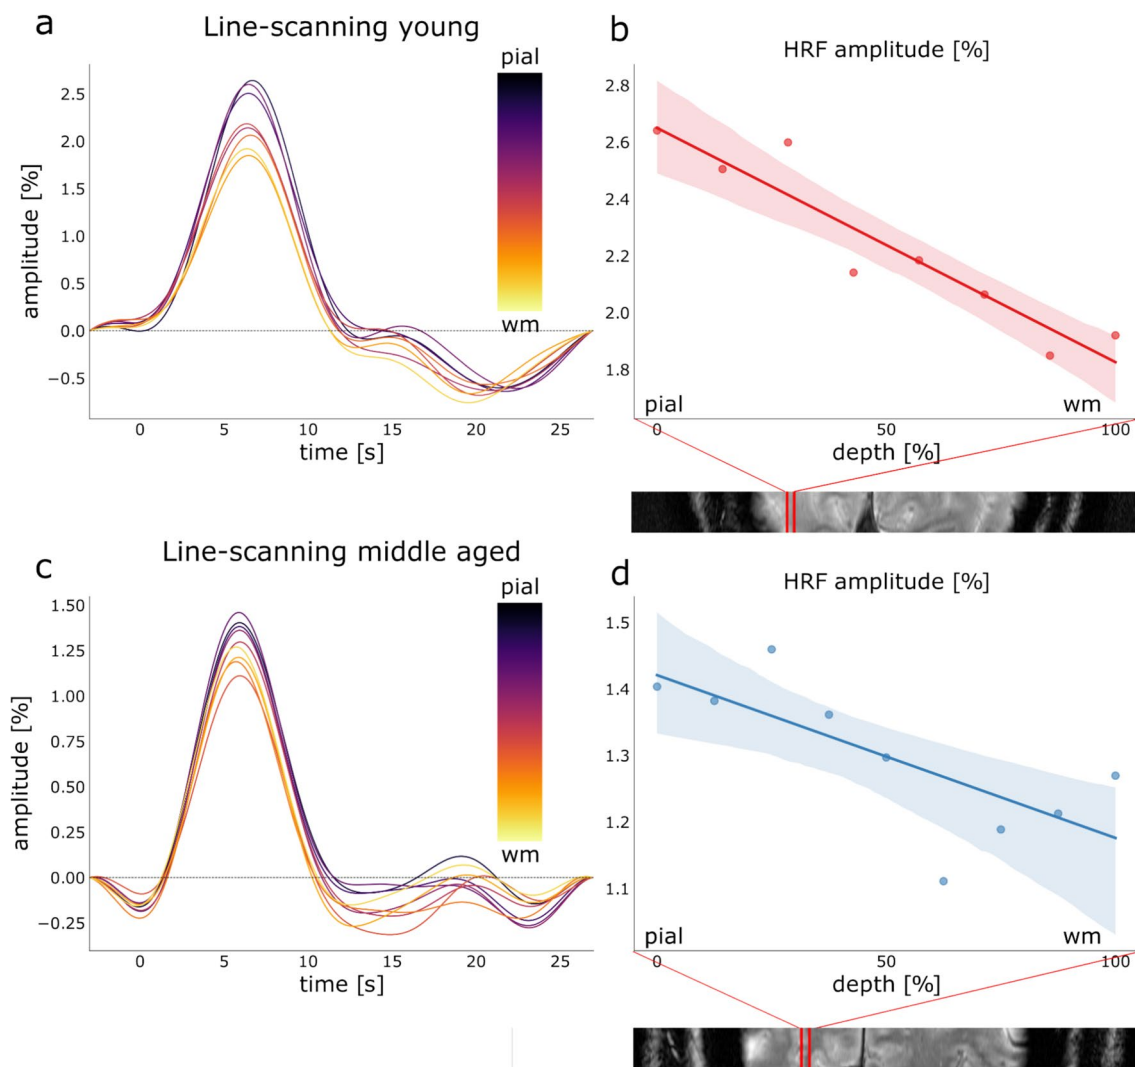 a
Line-scanning young
pial
wm
2.5
2.0
1.5
1.0
0.5
0.0
−0.5
amplitude [%]
0 5 10 15 20 25
time [s]
b
HRF amplitude [%]
2.8
2.6
2.4
2.2
2.0
1.8
pial wm
0 50 100
depth [%]
c
Line-scanning middle aged
pial
wm
1.50
1.25
1.00
0.75
0.50
0.25
0.00
−0.25
amplitude [%]
0 5 10 15 20 25
time [s]
d
HRF amplitude [%]
1.5
1.4
1.3
1.2
1.1
pial wm
0 50 100
depth [%]